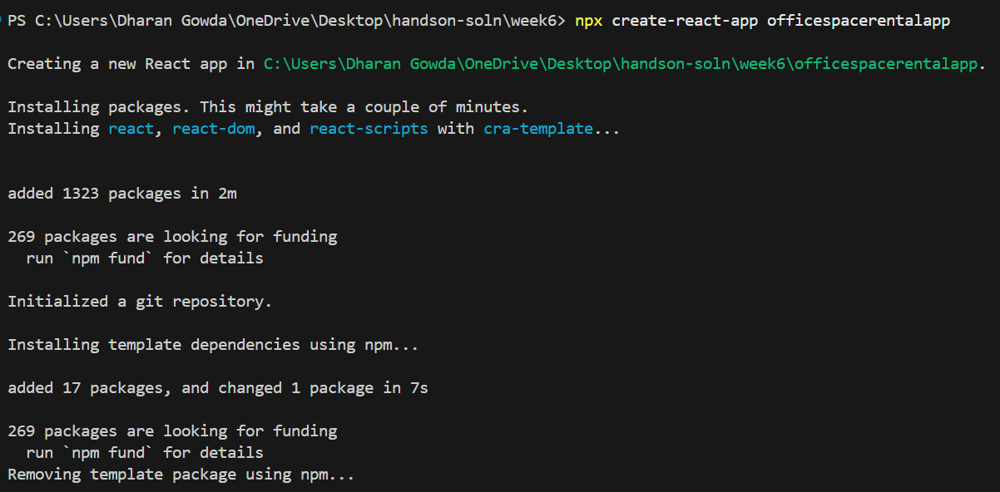 PS C:\Users\Dharan Gowda\OneDrive\Desktop\handson-soln\week6> npx create-react-app officespacerentalapp
Creating a new React app in C:\Users\Dharan Gowda\OneDrive\Desktop\handson-soln\week6\officespacerentalapp.
Installing packages. This might take a couple of minutes.
Installing react, react-dom, and react-scripts with cra-template...
added 1323 packages in 2m
269 packages are looking for funding
  run `npm fund` for details
Initialized a git repository.
Installing template dependencies using npm...
added 17 packages, and changed 1 package in 7s
269 packages are looking for funding
  run `npm fund` for details
Removing template package using npm...